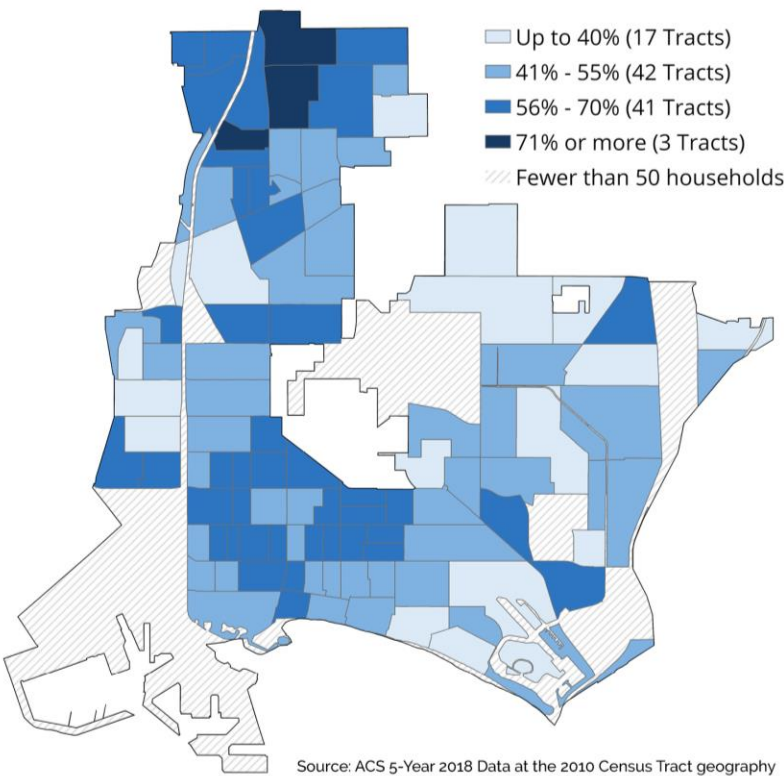 Up to 40% (17 Tracts)
41% - 55% (42 Tracts)
56% - 70% (41 Tracts)
71% or more (3 Tracts)
Fewer than 50 households
Source: ACS 5-Year 2018 Data at the 2010 Census Tract geography